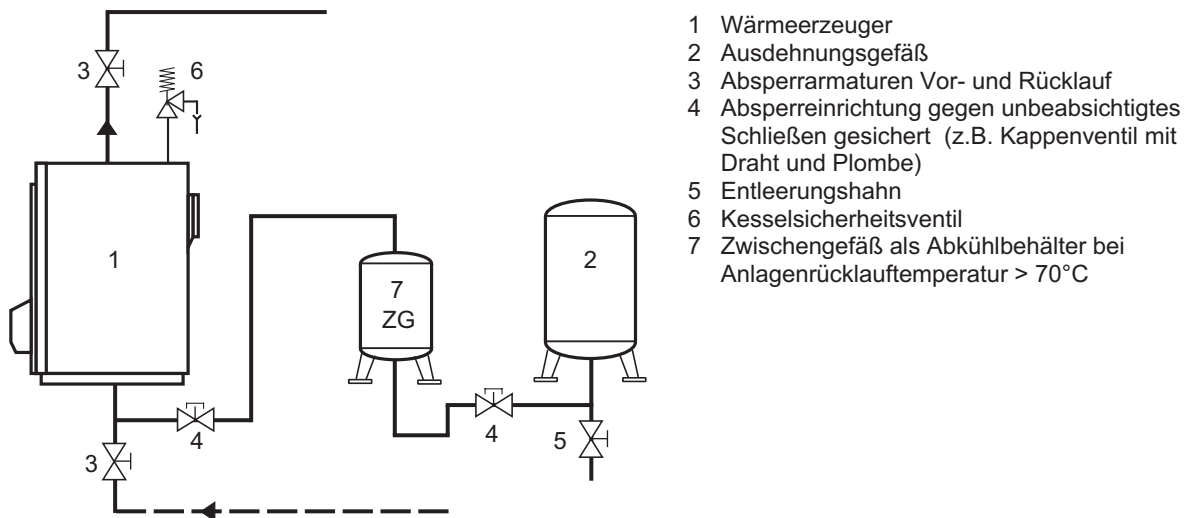 3
6
1
7
ZG
2
4
4
5
3
1 Wärmeerzeuger
2 Ausdehnungsgefäß
3 Absperrarmaturen Vor- und Rücklauf
4 Absperreinrichtung gegen unbeabsichtigtes
Schließen gesichert (z.B. Kappenventil mit
Draht und Plombe)
5 Entleerungshahn
6 Kesselsicherheitsventil
7 Zwischengefäß als Abkühlbehälter bei
Anlagenrücklauftemperatur > 70°C